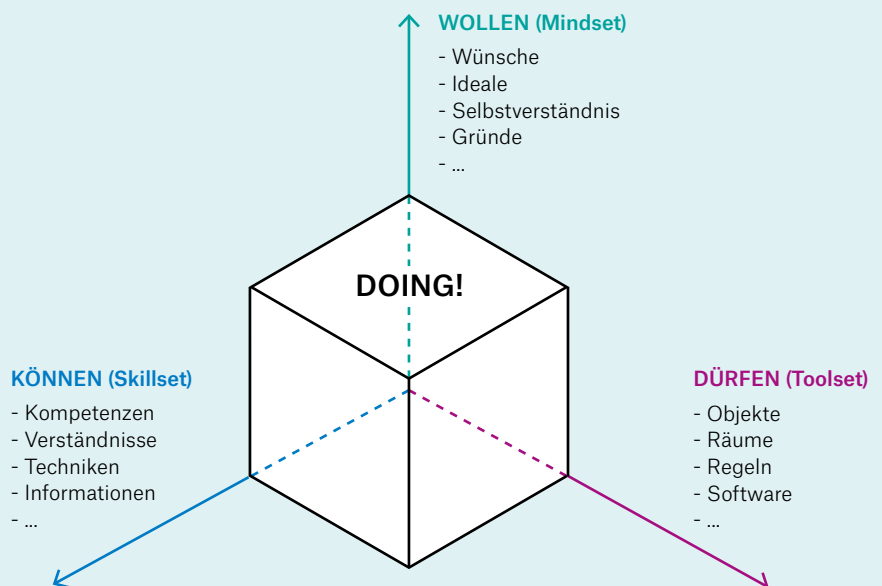 WOLLEN (Mindset)
- Wünsche
- Ideale
- Selbstverständnis
- Gründe
- ...
DOING!
KÖNNEN (Skillset)
- Kompetenzen
- Verständnisse
- Techniken
- Informationen
- ...
DÜRFEN (Toolset)
- Objekte
- Räume
- Regeln
- Software
- ...